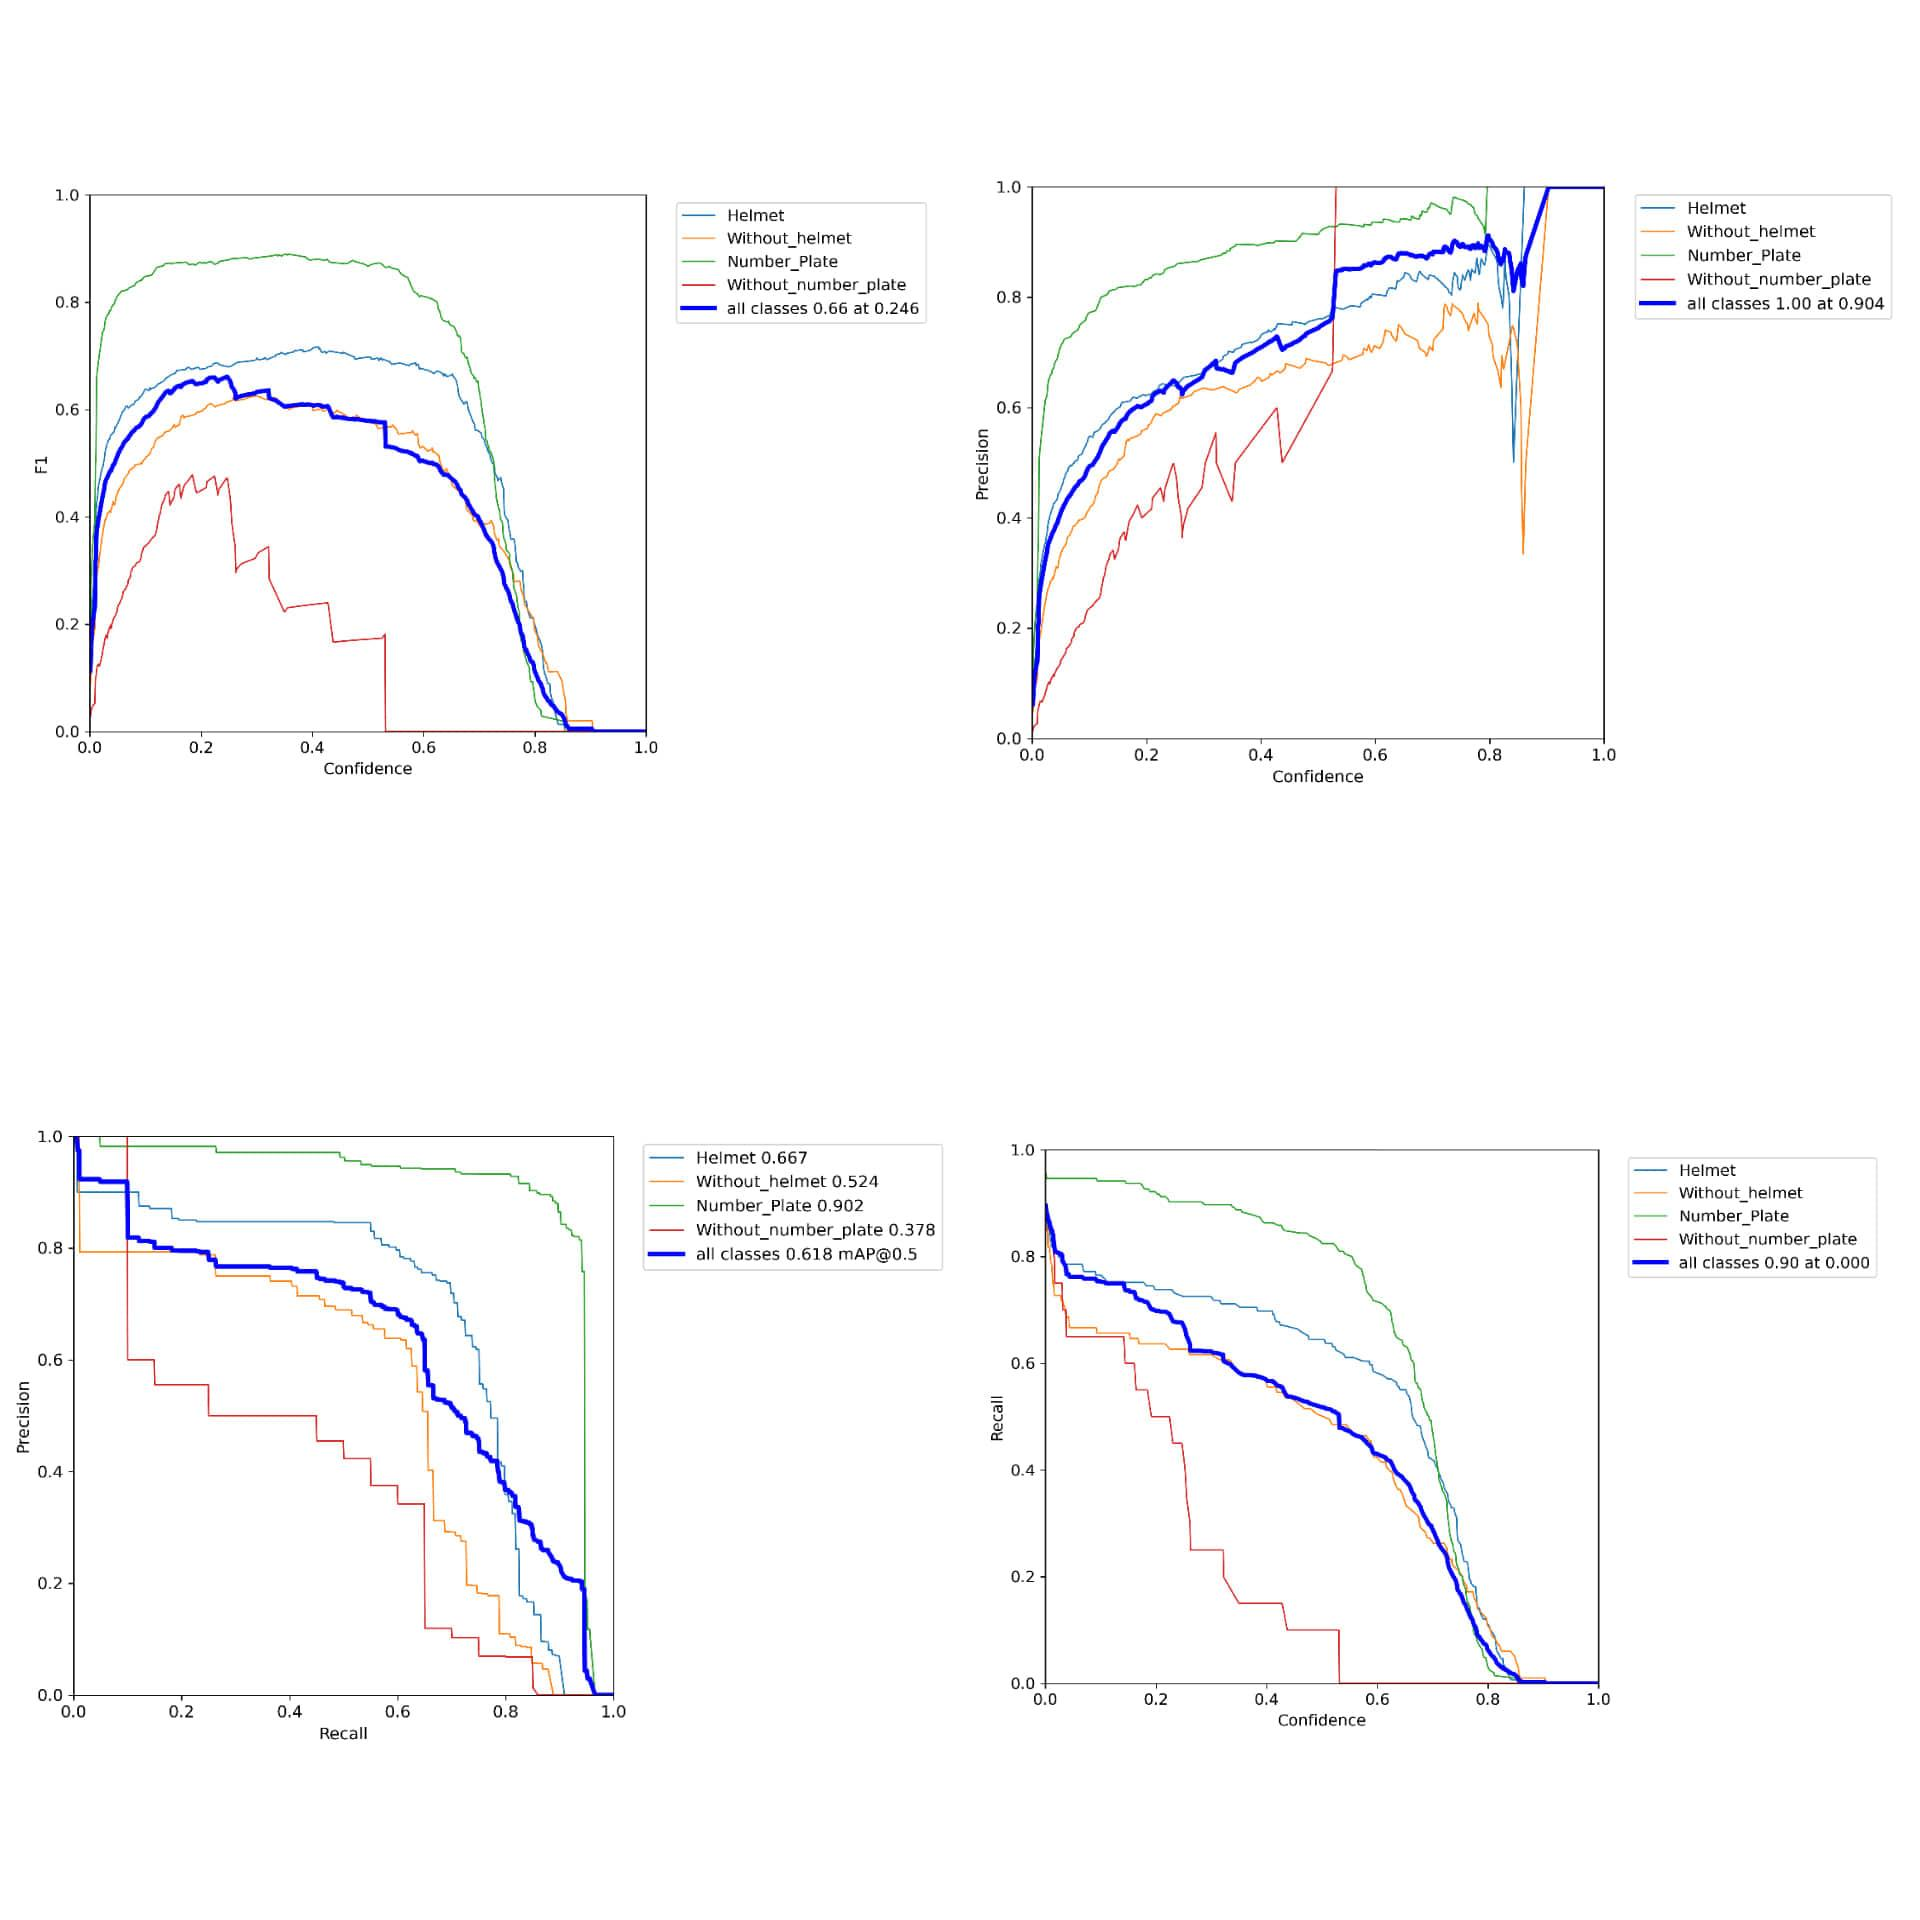 1.0
0.8
0.6
0.4
0.2
0.0
F1
0.0 0.2 0.4 0.6 0.8 1.0
Confidence
Helmet
Without_helmet
Number_Plate
Without_number_plate
all classes 0.66 at 0.246
1.0
0.8
0.6
0.4
0.2
0.0
Precision
0.0 0.2 0.4 0.6 0.8 1.0
Confidence
Helmet
Without_helmet
Number_Plate
Without_number_plate
all classes 1.00 at 0.904
1.0
0.8
0.6
0.4
0.2
0.0
Precision
0.0 0.2 0.4 0.6 0.8 1.0
Recall
Helmet 0.667
Without_helmet 0.524
Number_Plate 0.902
Without_number_plate 0.378
all classes 0.618 mAP@0.5
1.0
0.8
0.6
0.4
0.2
0.0
Recall
0.0 0.2 0.4 0.6 0.8 1.0
Confidence
Helmet
Without_helmet
Number_Plate
Without_number_plate
all classes 0.90 at 0.000